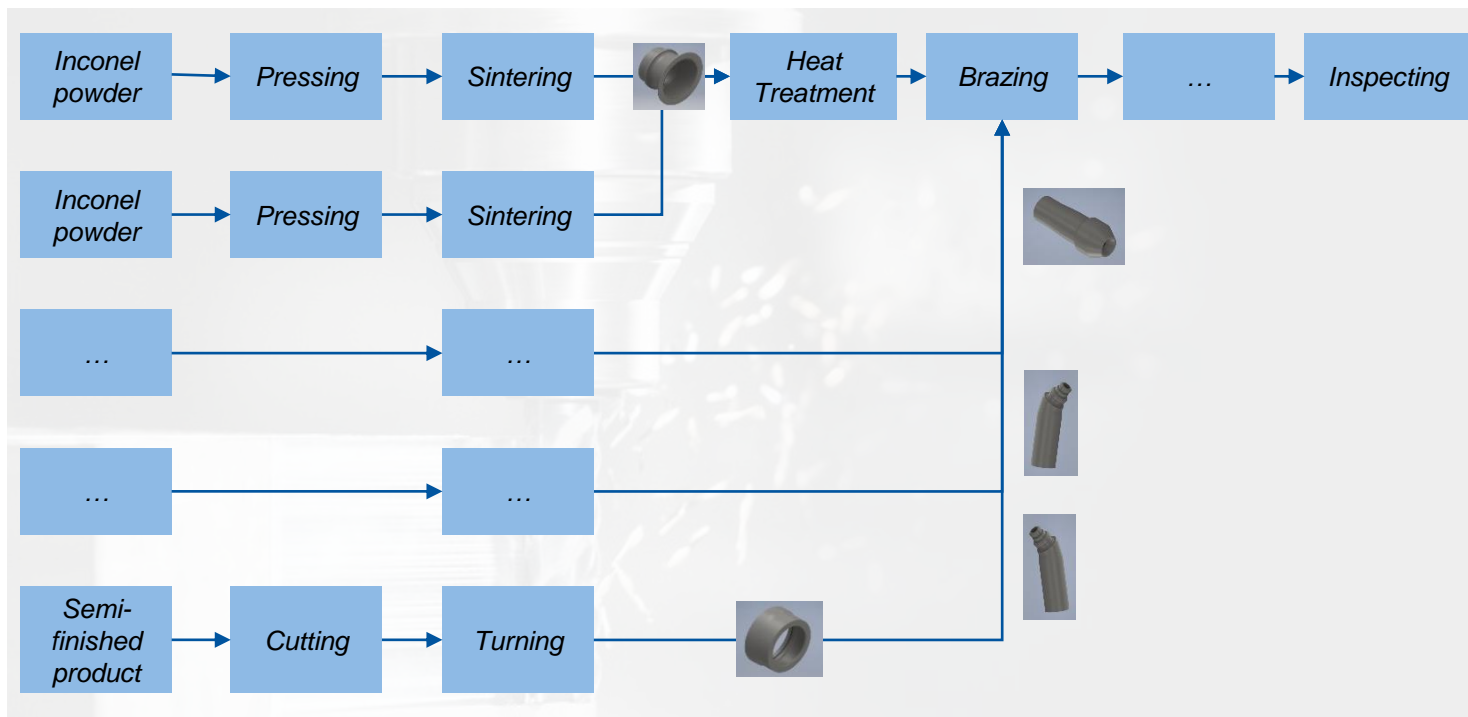 Inconel
powder
Pressing
Sintering
Heat
Treatment
Brazing
…
Inspecting
Inconel
powder
Pressing
Sintering
…
…
…
…
Semi-
finished
product
Cutting
Turning